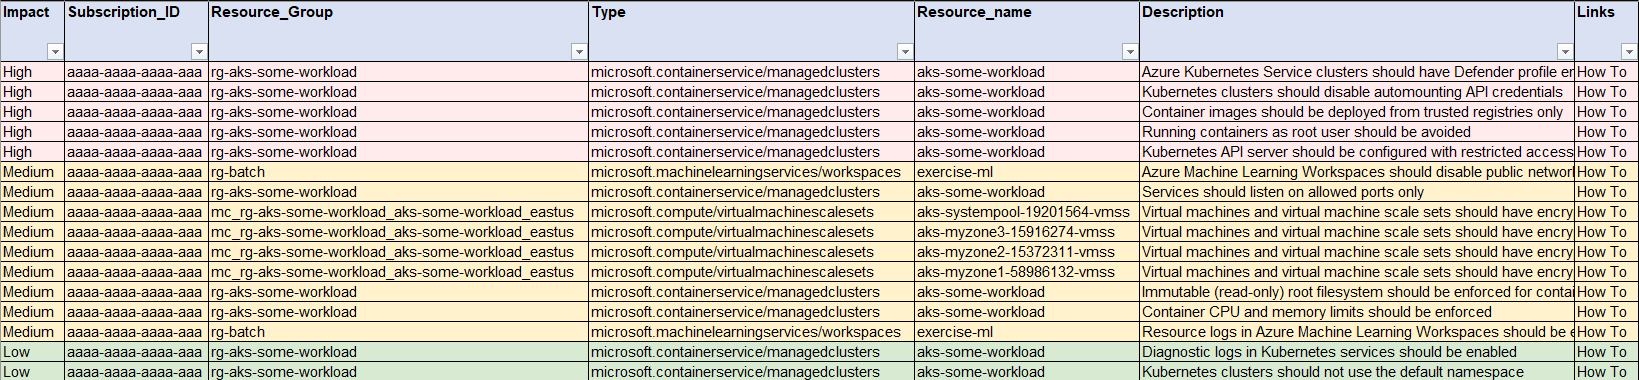 Impact Subscription_ID Resource_Group Type Resource_name Description Links
High aaaa-aaaa-aaaa-aaa rg-aks-some-workload microsoft.containerservice/managedclusters aks-some-workload Azure Kubernetes Service clusters should have Defender profile en How To
High aaaa-aaaa-aaaa-aaa rg-aks-some-workload microsoft.containerservice/managedclusters aks-some-workload Kubernetes clusters should disable automounting API credentials How To
High aaaa-aaaa-aaaa-aaa rg-aks-some-workload microsoft.containerservice/managedclusters aks-some-workload Container images should be deployed from trusted registries only How To
High aaaa-aaaa-aaaa-aaa rg-aks-some-workload microsoft.containerservice/managedclusters aks-some-workload Running containers as root user should be avoided How To
High aaaa-aaaa-aaaa-aaa rg-aks-some-workload microsoft.containerservice/managedclusters aks-some-workload Kubernetes API server should be configured with restricted access How To
Medium aaaa-aaaa-aaaa-aaa rg-batch microsoft.machinelearningservices/workspaces exercise-ml Azure Machine Learning Workspaces should disable public network How To
Medium aaaa-aaaa-aaaa-aaa rg-aks-some-workload microsoft.containerservice/managedclusters aks-some-workload Services should listen on allowed ports only How To
Medium aaaa-aaaa-aaaa-aaa mc_rg-aks-some-workload_aks-some-workload_eastus microsoft.compute/virtualmachinescalesets aks-systempool-19201564-vmss Virtual machines and virtual machine scale sets should have encry How To
Medium aaaa-aaaa-aaaa-aaa mc_rg-aks-some-workload_aks-some-workload_eastus microsoft.compute/virtualmachinescalesets aks-myzone3-15916274-vmss Virtual machines and virtual machine scale sets should have encry How To
Medium aaaa-aaaa-aaaa-aaa mc_rg-aks-some-workload_aks-some-workload_eastus microsoft.compute/virtualmachinescalesets aks-myzone2-15372311-vmss Virtual machines and virtual machine scale sets should have encry How To
Medium aaaa-aaaa-aaaa-aaa mc_rg-aks-some-workload_aks-some-workload_eastus microsoft.compute/virtualmachinescalesets aks-myzone1-58986132-vmss Virtual machines and virtual machine scale sets should have encry How To
Medium aaaa-aaaa-aaaa-aaa rg-aks-some-workload microsoft.containerservice/managedclusters aks-some-workload Immutable (read-only) root filesystem should be enforced for contai How To
Medium aaaa-aaaa-aaaa-aaa rg-aks-some-workload microsoft.containerservice/managedclusters aks-some-workload Container CPU and memory limits should be enforced How To
Medium aaaa-aaaa-aaaa-aaa rg-batch microsoft.machinelearningservices/workspaces exercise-ml Resource logs in Azure Machine Learning Workspaces should be e How To
Low aaaa-aaaa-aaaa-aaa rg-aks-some-workload microsoft.containerservice/managedclusters aks-some-workload Diagnostic logs in Kubernetes services should be enabled How To
Low aaaa-aaaa-aaaa-aaa rg-aks-some-workload microsoft.containerservice/managedclusters aks-some-workload Kubernetes clusters should not use the default namespace How To